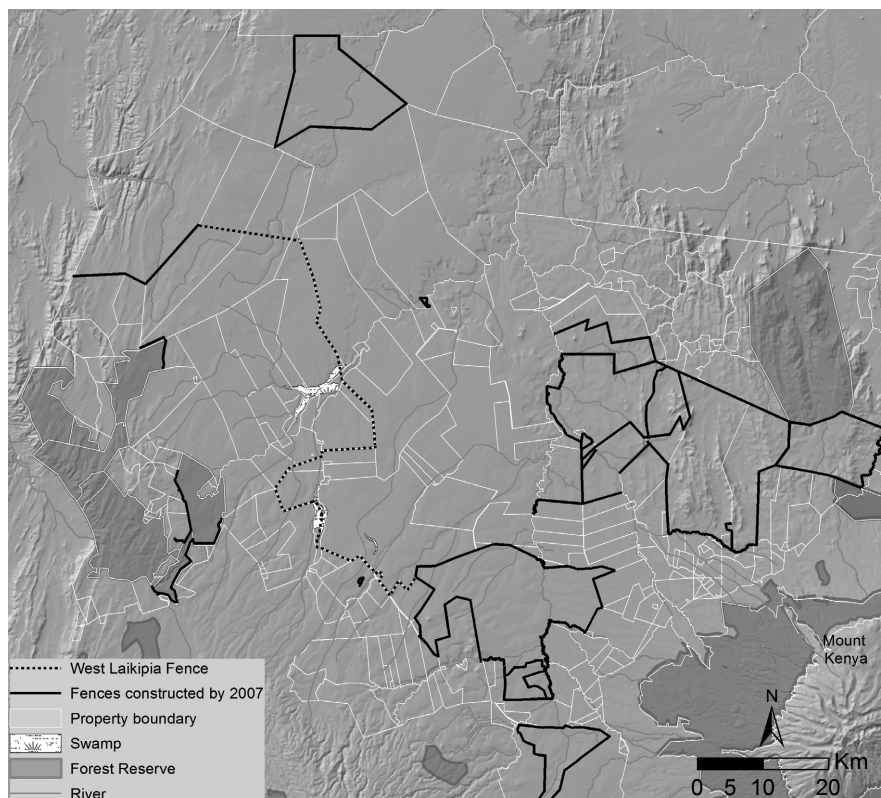 Mount
Kenya
West Laikipia Fence
Fences constructed by 2007
Property boundary
Swamp
Forest Reserve
River
N
Km
0 5 10 20